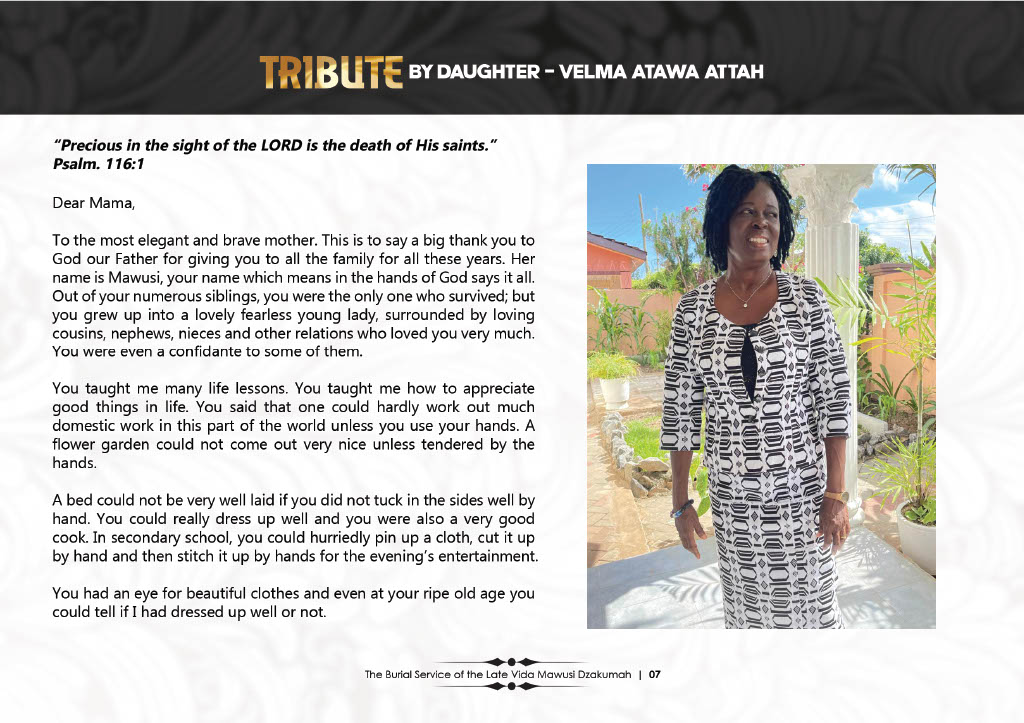 TRIBUTE BY DAUGHTER – VELMA ATAWA ATTAH
“Precious in the sight of the LORD is the death of His saints.”
Psalm. 116:1
Dear Mama,
To the most elegant and brave mother. This is to say a big thank you to
God our Father for giving you to all the family for all these years. Her
name is Mawusi, your name which means in the hands of God says it all.
Out of your numerous siblings, you were the only one who survived; but
you grew up into a lovely fearless young lady, surrounded by loving
cousins, nephews, nieces and other relations who loved you very much.
You were even a confidante to some of them.
You taught me many life lessons. You taught me how to appreciate
good things in life. You said that one could hardly work out much
domestic work in this part of the world unless you use your hands. A
flower garden could not come out very nice unless tendered by the
hands.
A bed could not be very well laid if you did not tuck in the sides well by
hand. You could really dress up well and you were also a very good
cook. In secondary school, you could hurriedly pin up a cloth, cut it up
by hand and then stitch it up by hands for the evening’s entertainment.
You had an eye for beautiful clothes and even at your ripe old age you
could tell if I had dressed up well or not.
The Burial Service of the Late Vida Mawusi Dzakumah | 07